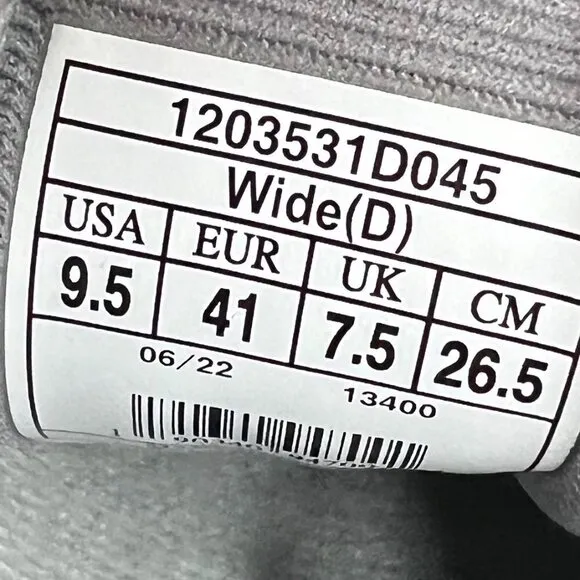 1203531D045
Wide(D)
USA EUR UK CM
9.5 41 7.5 26.5
06/22
13400